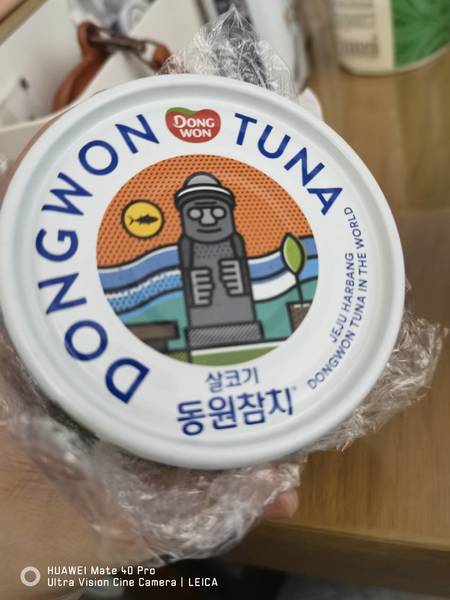 DONGWON TUNA
DONG
WON
JEJU HARBANG
DONGWON TUNA IN THE WORLD
살코기
동원참치
HUAWEI Mate 40 Pro
Ultra Vision Cine Camera | LEICA